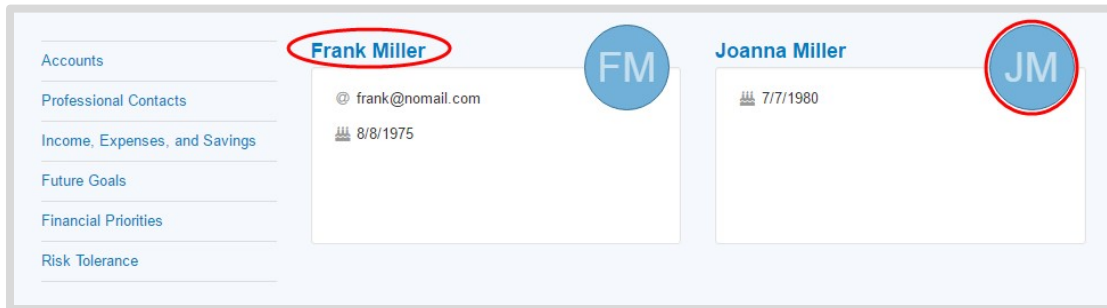 Accounts
Professional Contacts
Income, Expenses, and Savings
Future Goals
Financial Priorities
Risk Tolerance
Frank Miller
FM
@ frank@nomail.com
8/8/1975
Joanna Miller
JM
7/7/1980